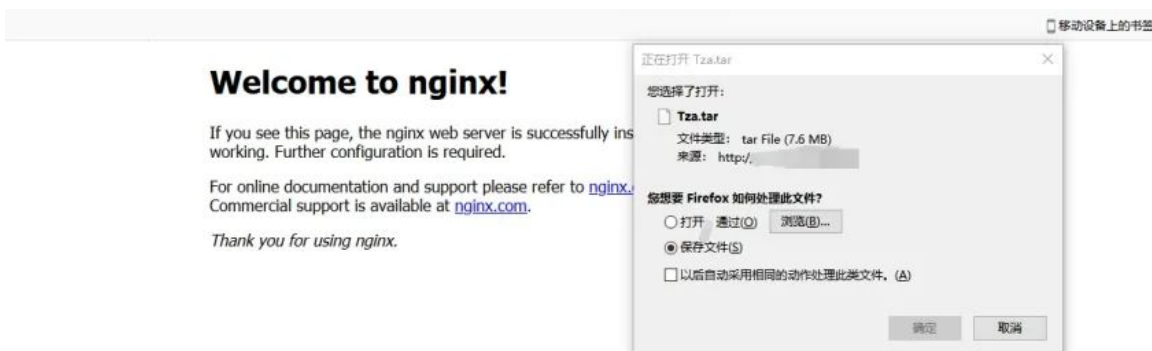 移动设备上的书签
Welcome to nginx!
If you see this page, the nginx web server is successfully ins
working. Further configuration is required.
For online documentation and support please refer to nginx.
Commercial support is available at nginx.com.
Thank you for using nginx.
正在打开 Tza.tar
您选择了打开:
Tza.tar
文件类型: tar File (7.6 MB)
来源: http:/
您想要 Firefox 如何处理此文件?
打开 通过(O) 浏览(B)...
保存文件(S)
以后自动采用相同的动作处理此类文件。(A)
确定 取消